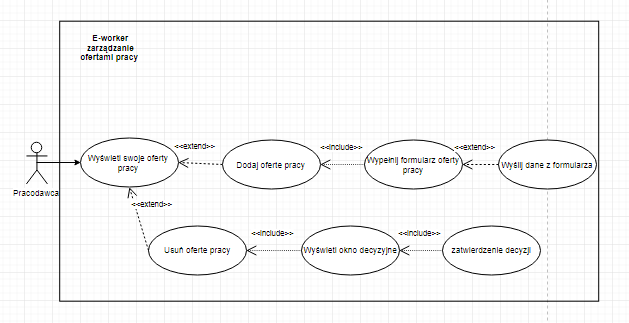 E-worker
zarządzanie
ofertami pracy
<<extend>>
<<include>>
<<extend>>
Wyświetl swoje oferty
pracy
Dodaj oferte pracy
Wypełnij formularz oferty
pracy
Wyślij dane z formularza
Pracodawca
<<extend>>
<<include>>
<<include>>
Usuń oferte pracy
Wyświetl okno decyzyjne
zatwierdzenie decyzji